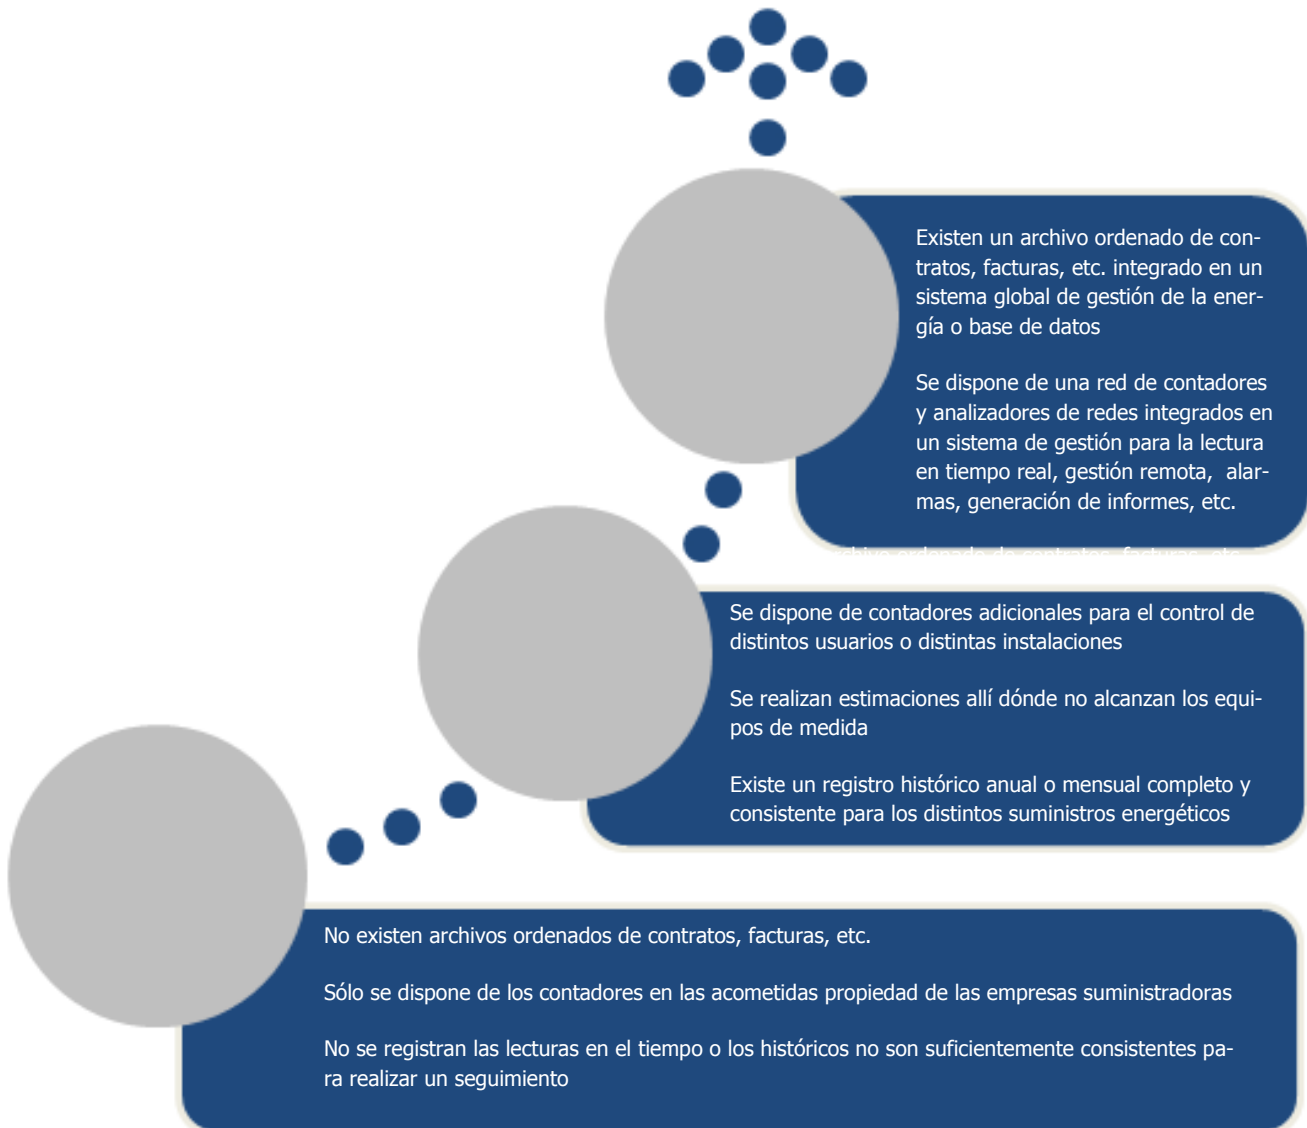 Existen un archivo ordenado de con-
tratos, facturas, etc. integrado en un
sistema global de gestión de la ener-
gía o base de datos
Se dispone de una red de contadores
y analizadores de redes integrados en
un sistema de gestión para la lectura
en tiempo real, gestión remota, alar-
mas, generación de informes, etc.
archivo ordenado de contratos, facturas, etc.
Se dispone de contadores adicionales para el control de
distintos usuarios o distintas instalaciones
Se realizan estimaciones allí dónde no alcanzan los equi-
pos de medida
Existe un registro histórico anual o mensual completo y
consistente para los distintos suministros energéticos
No existen archivos ordenados de contratos, facturas, etc.
Sólo se dispone de los contadores en las acometidas propiedad de las empresas suministradoras
No se registran las lecturas en el tiempo o los históricos no son suficientemente consistentes pa-
ra realizar un seguimiento